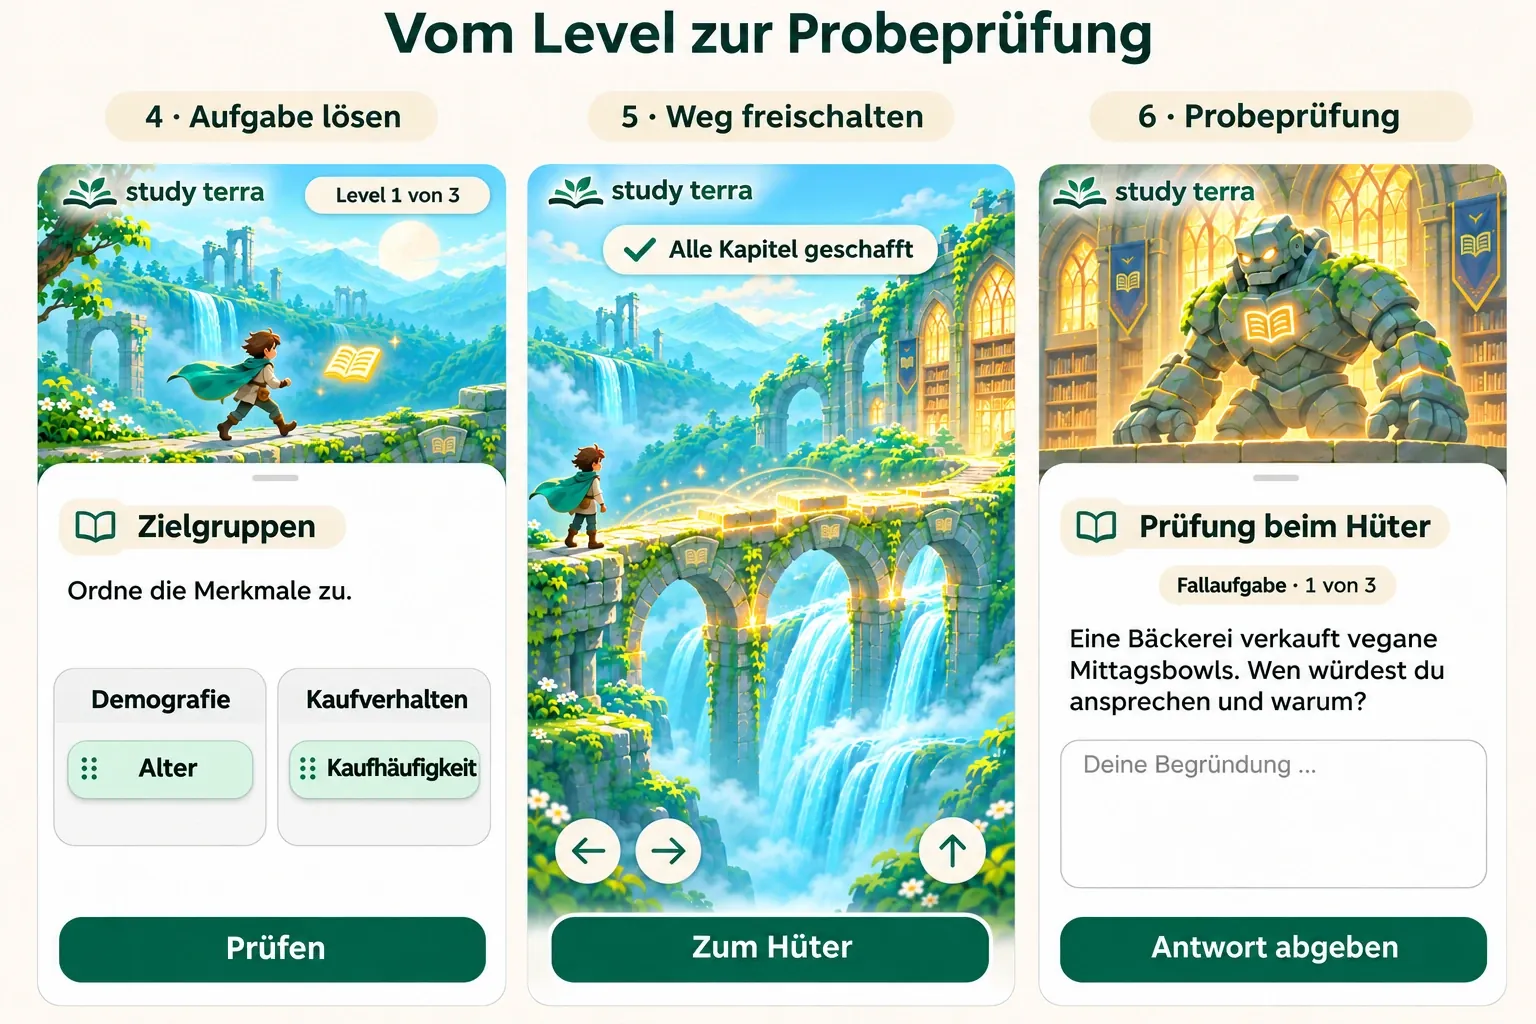 Vom Level zur Probeprüfung
4 · Aufgabe lösen
study terra
Level 1 von 3
Zielgruppen
Ordne die Merkmale zu.
Demografie
Kaufverhalten
Alter
Kaufhäufigkeit
Prüfen
5 · Weg freischalten
study terra
Alle Kapitel geschafft
Zum Hüter
6 · Probeprüfung
study terra
Prüfung beim Hüter
Fallaufgabe · 1 von 3
Eine Bäckerei verkauft vegane
Mittagsbowls. Wen würdest du
ansprechen und warum?
Deine Begründung ...
Antwort abgeben